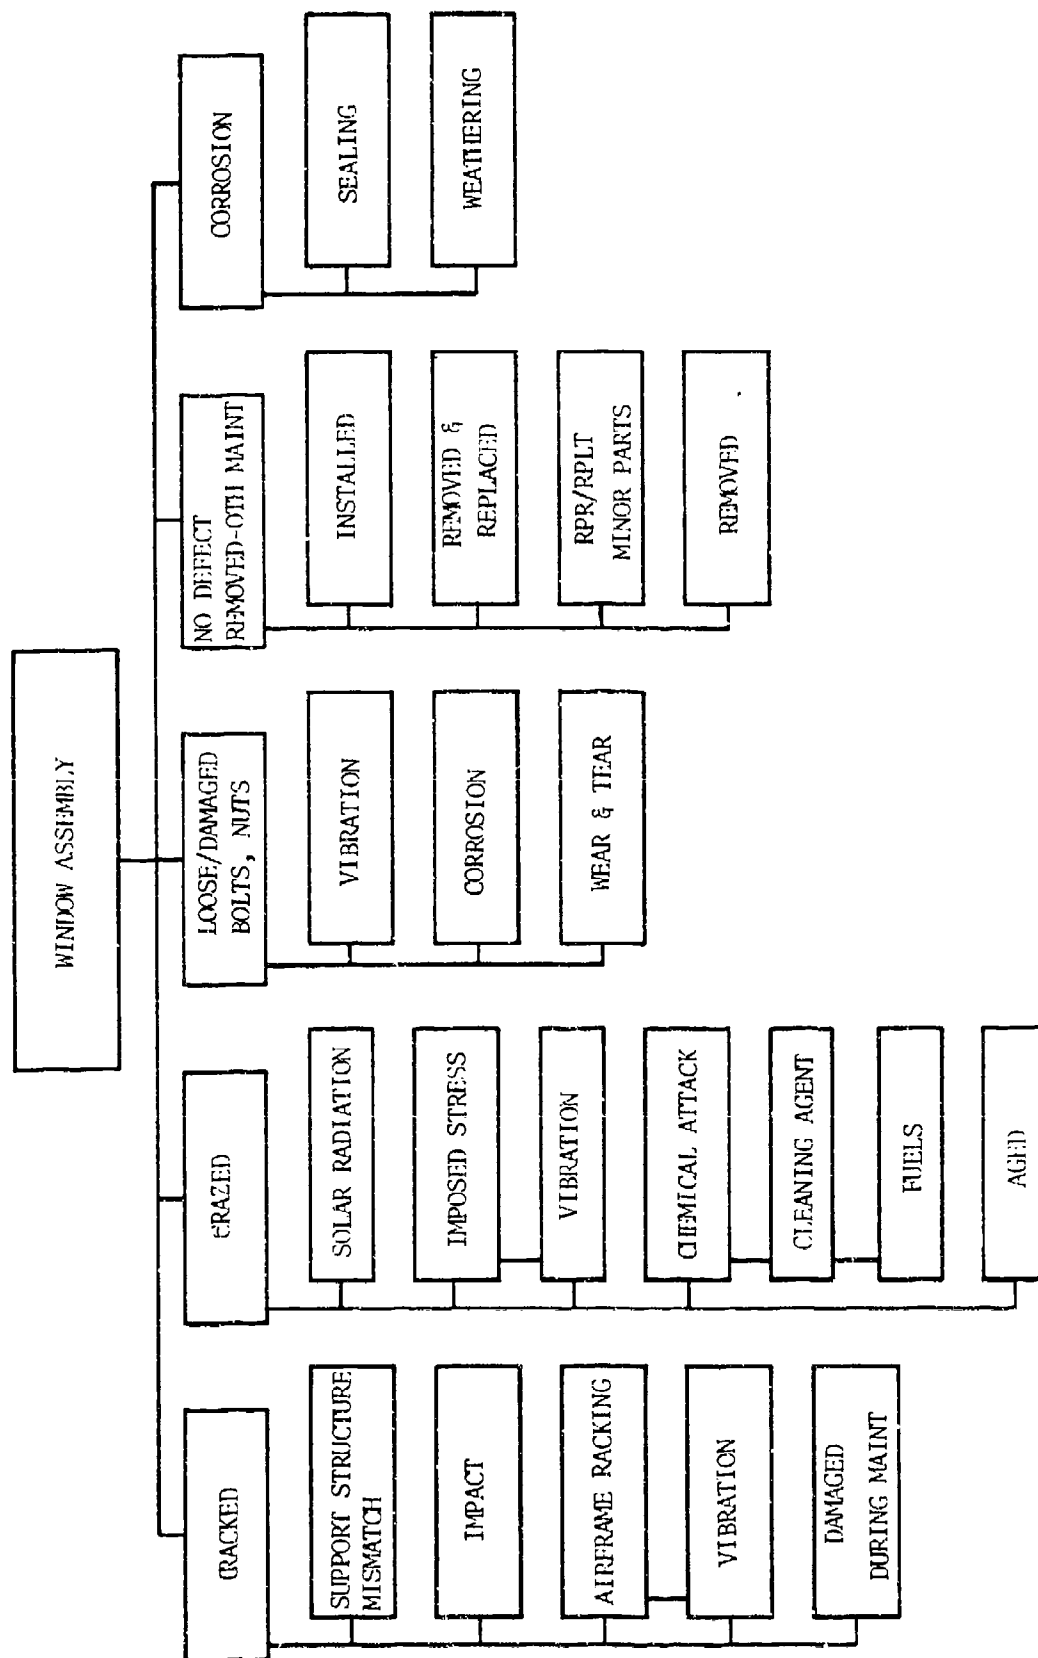 WINDOW ASSEMBLY
CRACKED
SUPPORT STRUCTURE
MISMATCH
IMPACT
AIRFRAME RACKING
VIBRATION
DAMAGED
DURING MAINT
CRAZED
SOLAR RADIATION
IMPOSED STRESS
VIBRATION
CHEMICAL ATTACK
CLEANING AGENT
FUELS
AGED
LOOSE/DAMAGED
BOLTS, NUTS
VIBRATION
CORROSION
WEAR & TEAR
NO DEFECT
REMOVED-OTH MAINT
INSTALLED
REMOVED &
REPLACED
RPR/RPLT
MINOR PARTS
REMOVED
CORROSION
SEALING
WEATHERING